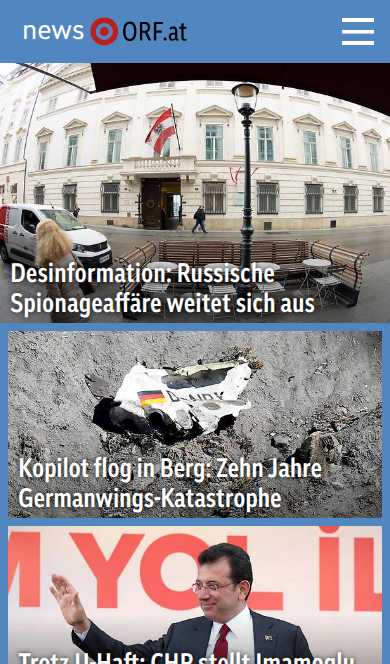 news ORF.at
Desinformation: Russische
Spionageaffäre weitet sich aus
D-AIPX
Kopilot flog in Berg: Zehn Jahre
Germanwings-Katastrophe
M YOL İL
Trotz U-Haft: CHP stellt Imamoglu